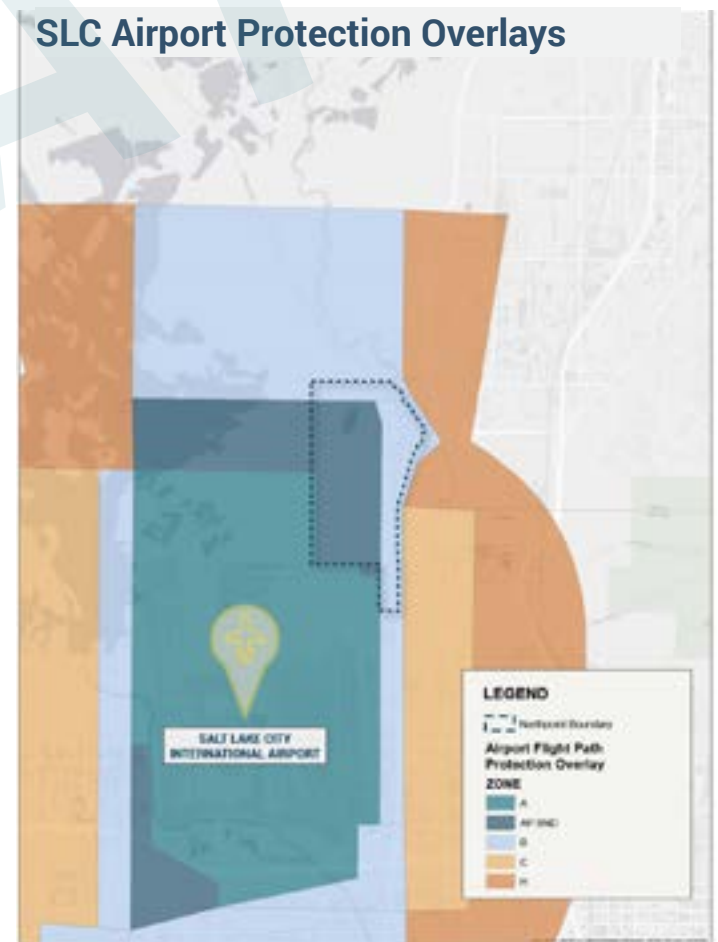 SLC Airport Protection Overlays
SALT LAKE CITY
INTERNATIONAL AIRPORT
LEGEND
Northpoint Boundary
Airport Flight Path
Protection Overlay
ZONE
A
B
C
H